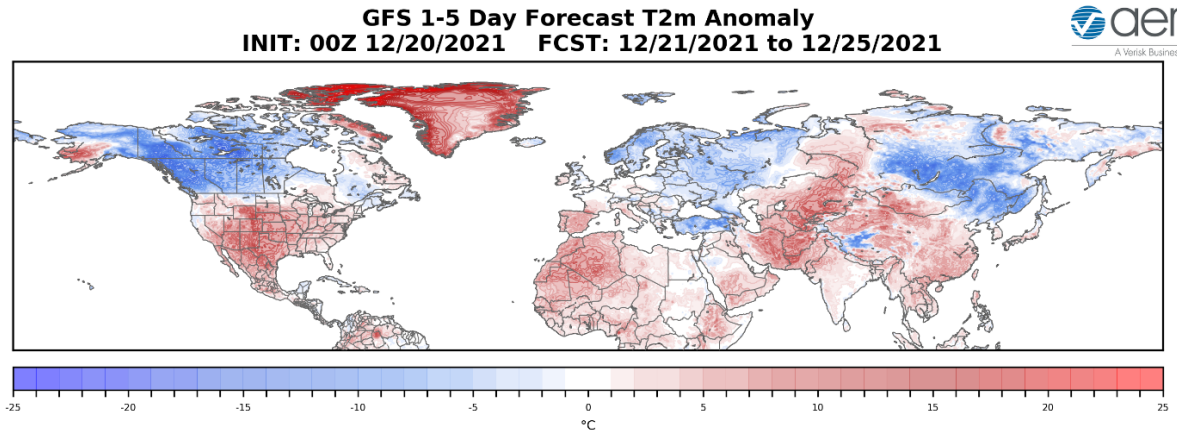 GFS 1-5 Day Forecast T2m Anomaly
INIT: 00Z 12/20/2021 FCST: 12/21/2021 to 12/25/2021
aer
A Verisk Busines
-25 -20 -15 -10 -5 0 5 10 15 20 25
°C